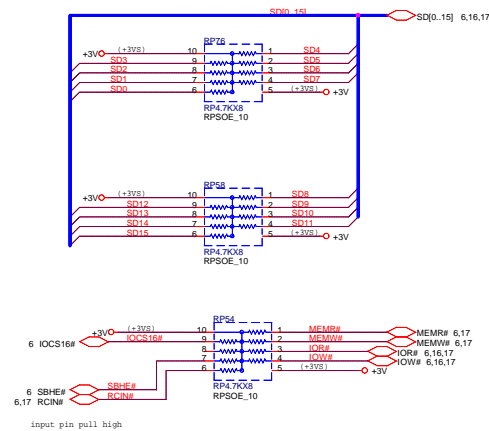 SD[0..15]
SD[0..15] 6,16,17
RP76
+3V (+3VS) 10 1 SD4
SD3 9 2 SD5
SD2 8 3 SD6
SD1 7 4 SD7
SD0 6 5 (+3VS) +3V
RP4.7KX8
RPSOE_10
RP58
+3V (+3VS) 10 1 SD8
SD12 9 2 SD9
SD13 8 3 SD10
SD14 7 4 SD11
SD15 6 5 (+3VS) +3V
RP4.7KX8
RPSOE_10
RP54
+3V (+3VS) 10 1 MEMR# MEMR# 6,17
6 IOCS16# IOCS16# 9 2 MEMW# MEMW# 6,17
8 3 IOR# IOR# 6,16,17
7 4 IOW# IOW# 6,16,17
6 5 (+3VS) +3V
6 SBHE# SBHE#
6,17 RCIN# RCIN#
RP4.7KX8
RPSOE_10
input pin pull high